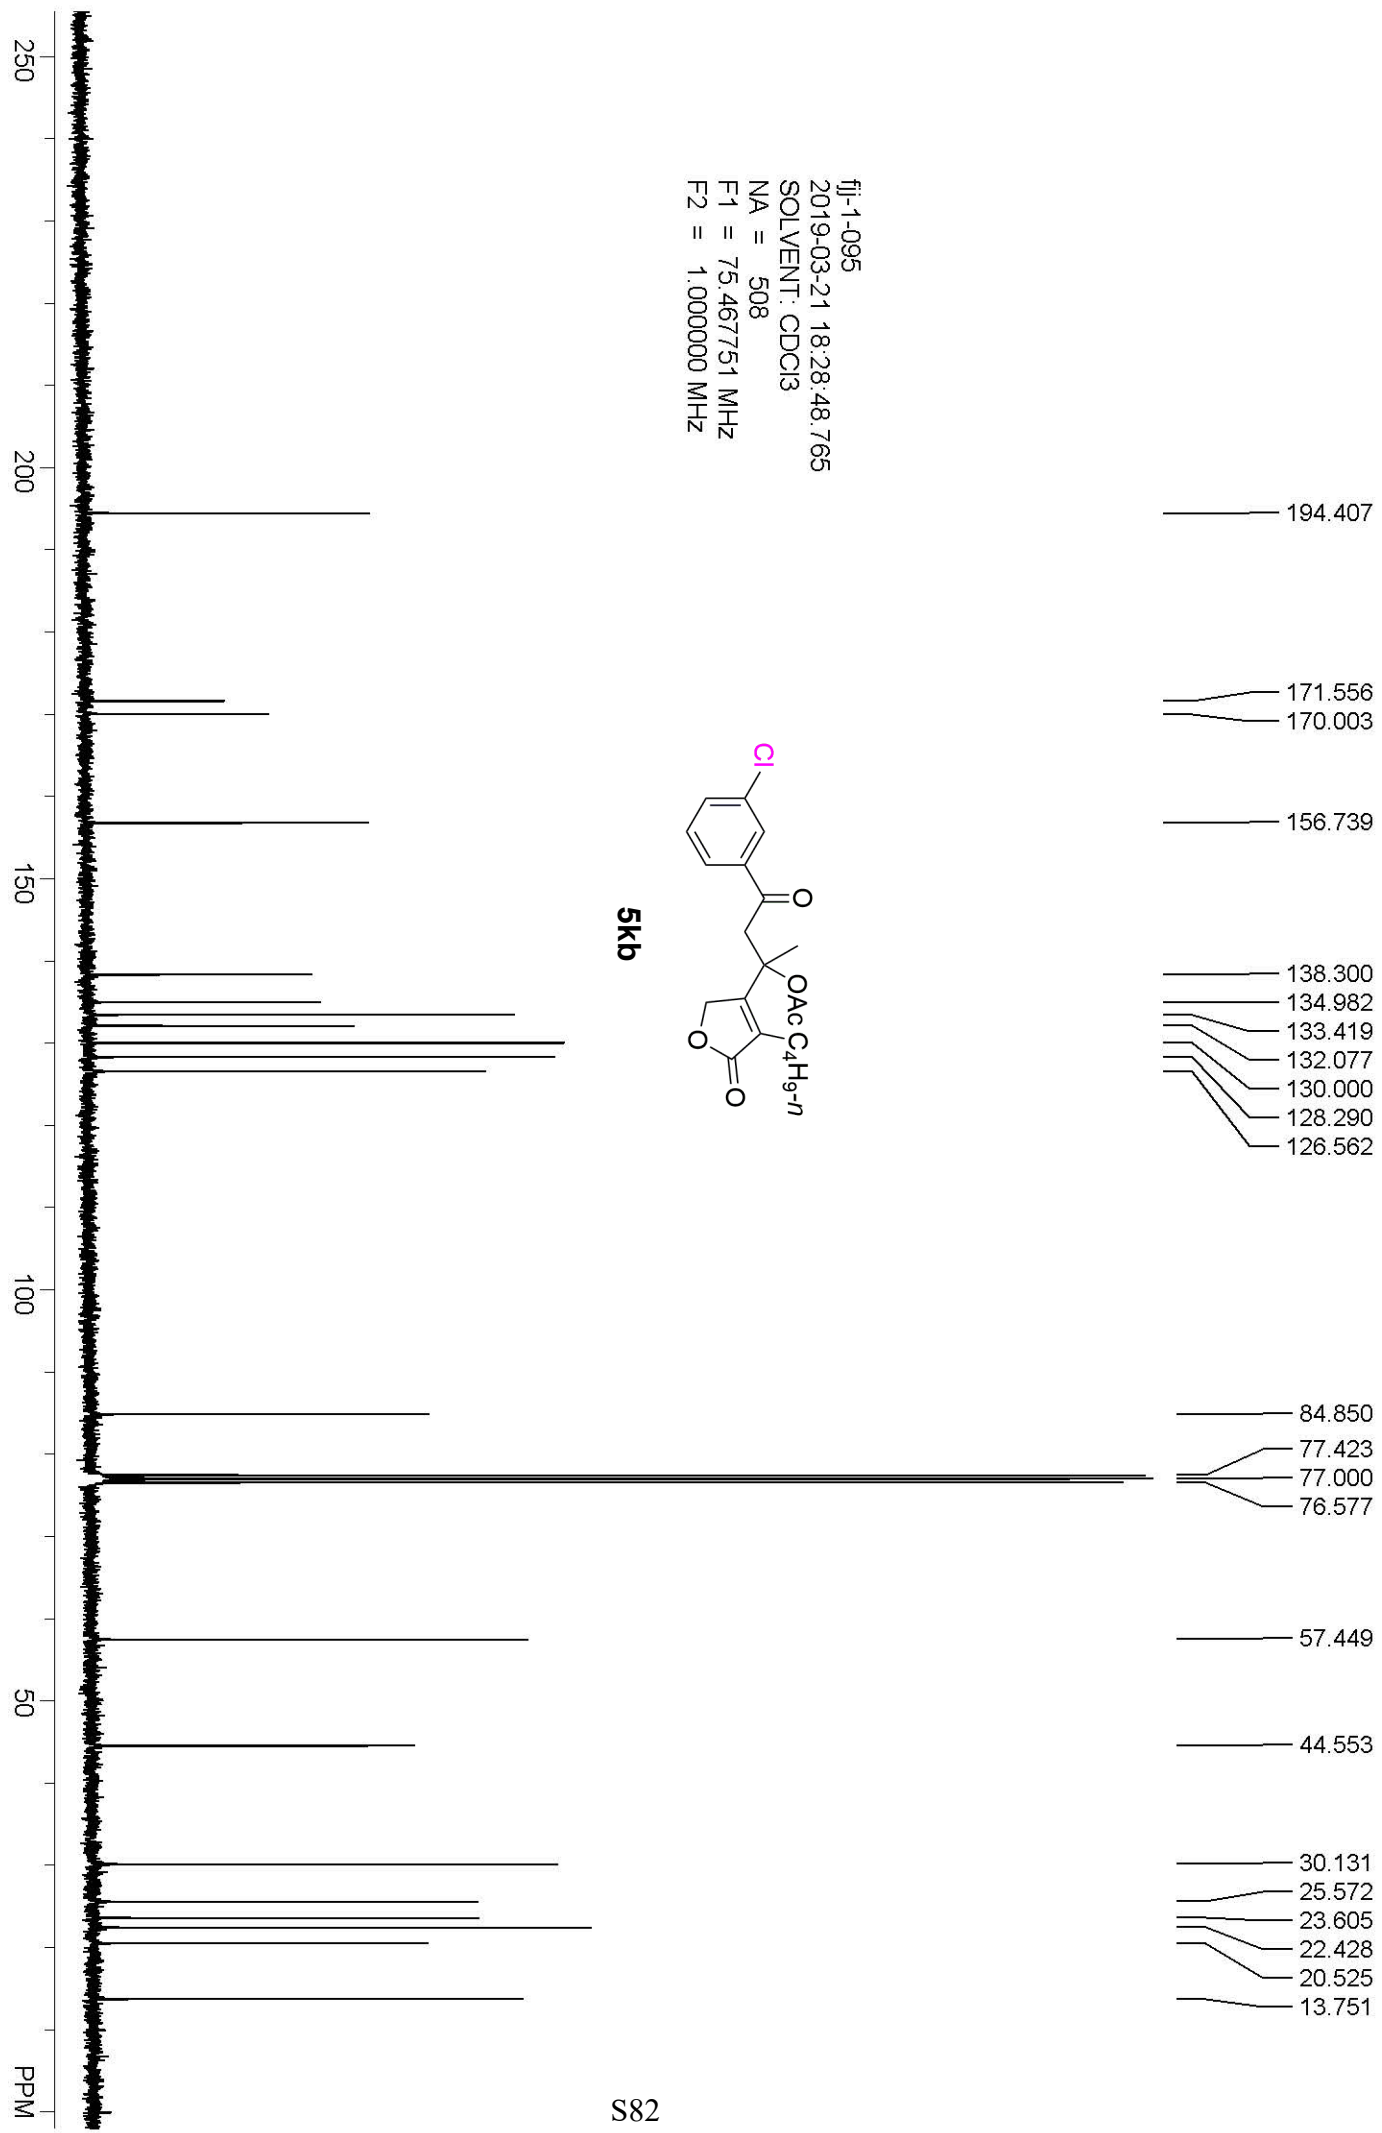 fjj-1-095
2019-03-21 18:28:48.765
SOLVENT: CDCl3
NA = 508
F1 = 75.467751 MHz
F2 = 1.000000 MHz
194.407
171.556
170.003
156.739
138.300
134.982
133.419
132.077
130.000
128.290
126.562
84.850
77.423
77.000
76.577
57.449
44.553
30.131
25.572
23.605
22.428
20.525
13.751
Cl
O
OAc
C4H9-n
O
O
5kb
250
200
150
100
50
PPM
S82